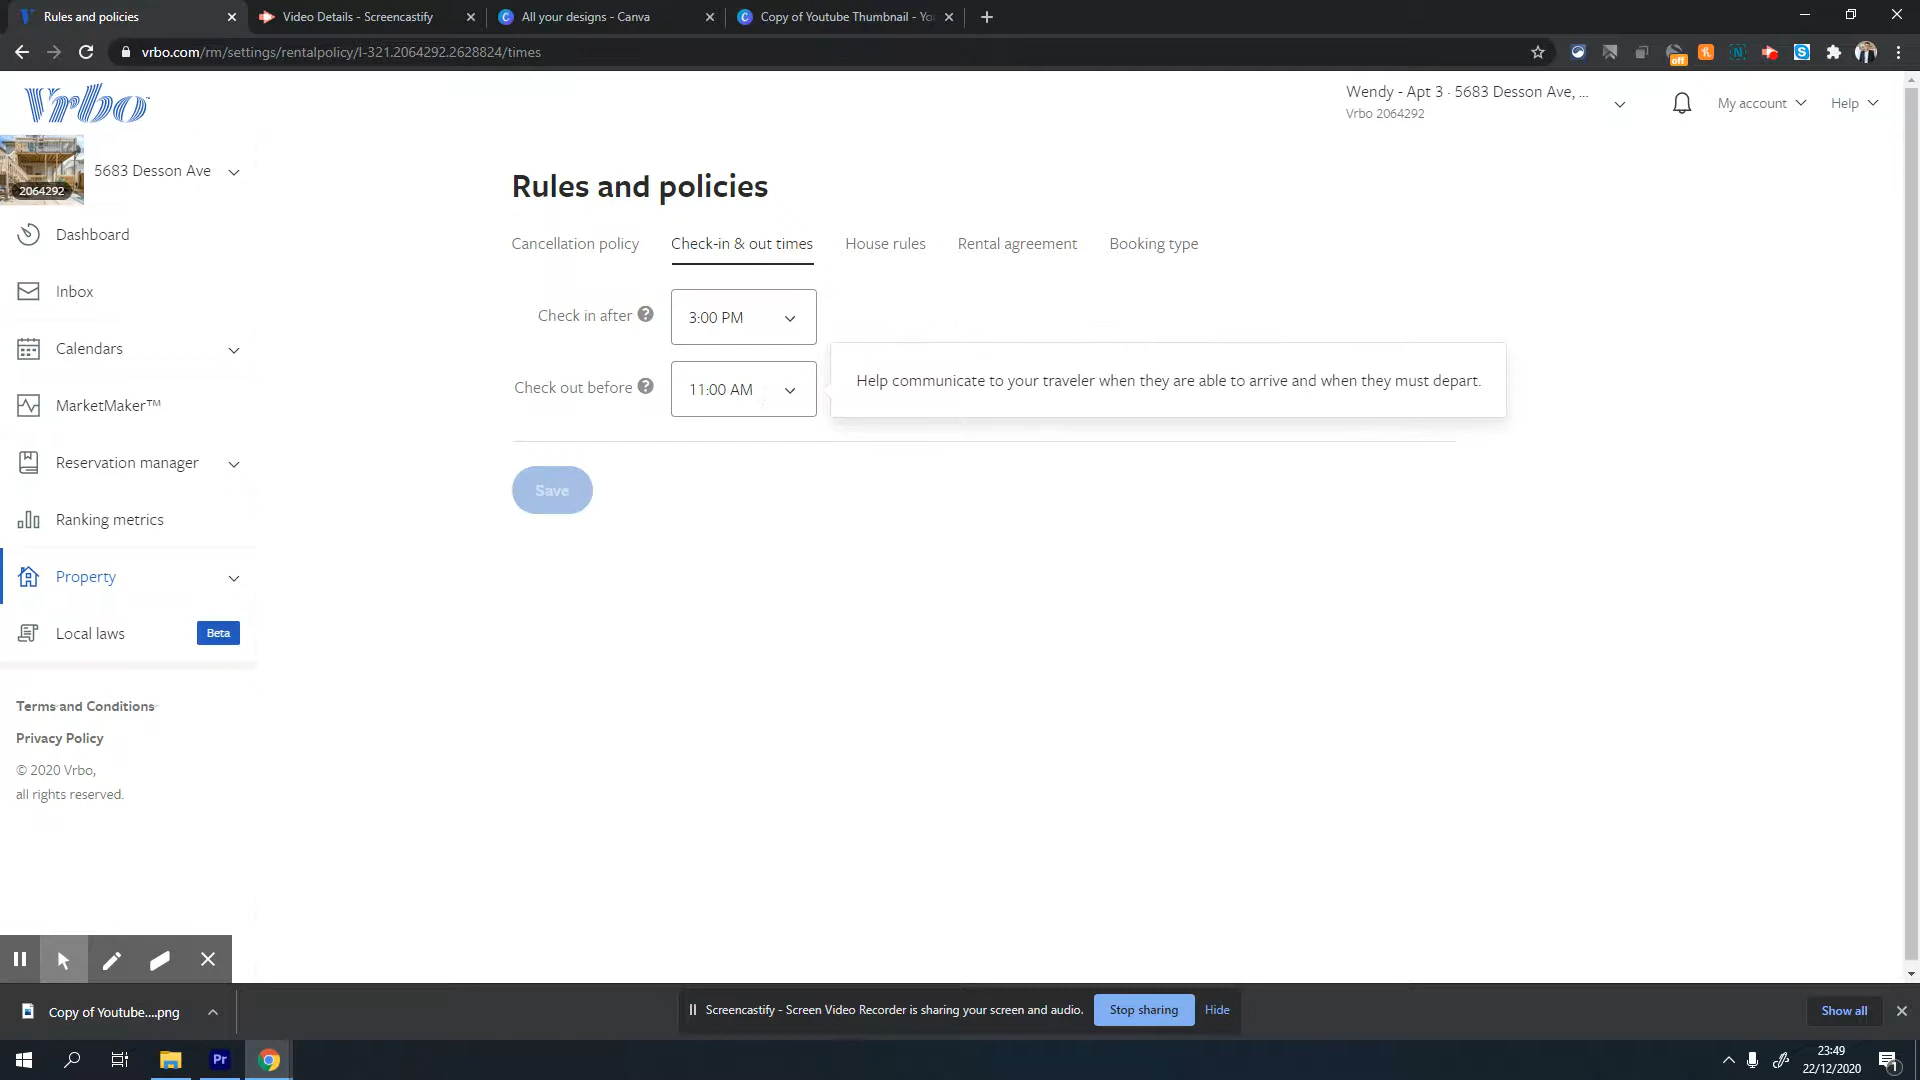 Rules and policies
Video Details - Screencastify
All your designs - Canva
Copy of Youtube Thumbnail - Yo
vrbo.com/rm/settings/rentalpolicy/l-321.2064292.2628824/times
off
Vrbo
Wendy - Apt 3 · 5683 Desson Ave, ...
Vrbo 2064292
My account
Help
2064292
5683 Desson Ave
Dashboard
Inbox
Calendars
MarketMaker™
Reservation manager
Ranking metrics
Property
Local laws
Beta
Terms and Conditions
Privacy Policy
© 2020 Vrbo,
all rights reserved.
Rules and policies
Cancellation policy
Check-in & out times
House rules
Rental agreement
Booking type
Check in after ?
3:00 PM
Check out before ?
11:00 AM
Help communicate to your traveler when they are able to arrive and when they must depart.
Save
Copy of Youtube....png
Screencastify - Screen Video Recorder is sharing your screen and audio.
Stop sharing
Hide
Show all
Pr
23:49
22/12/2020
1